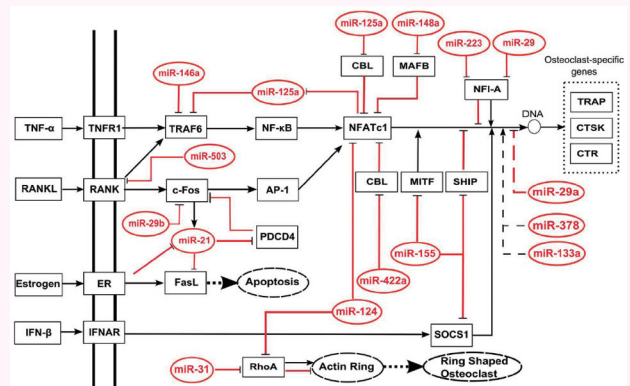 miR-125a
miR-148a
miR-223
miR-29
Osteoclast-specific
genes
miR-146a
CBL
MAFB
NFI-A
miR-125a
DNA
TRAP
TNF-α
TNFR1
TRAF6
NF-κB
NFATc1
CTSK
miR-503
CTR
RANKL
RANK
c-Fos
AP-1
CBL
MITF
SHIP
miR-29a
miR-29b
miR-21
PDCD4
miR-378
miR-155
miR-133a
Estrogen
ER
FasL
Apoptosis
miR-422a
miR-124
IFN-β
IFNAR
SOCS1
miR-31
RhoA
Actin Ring
Ring Shaped
Osteoclast